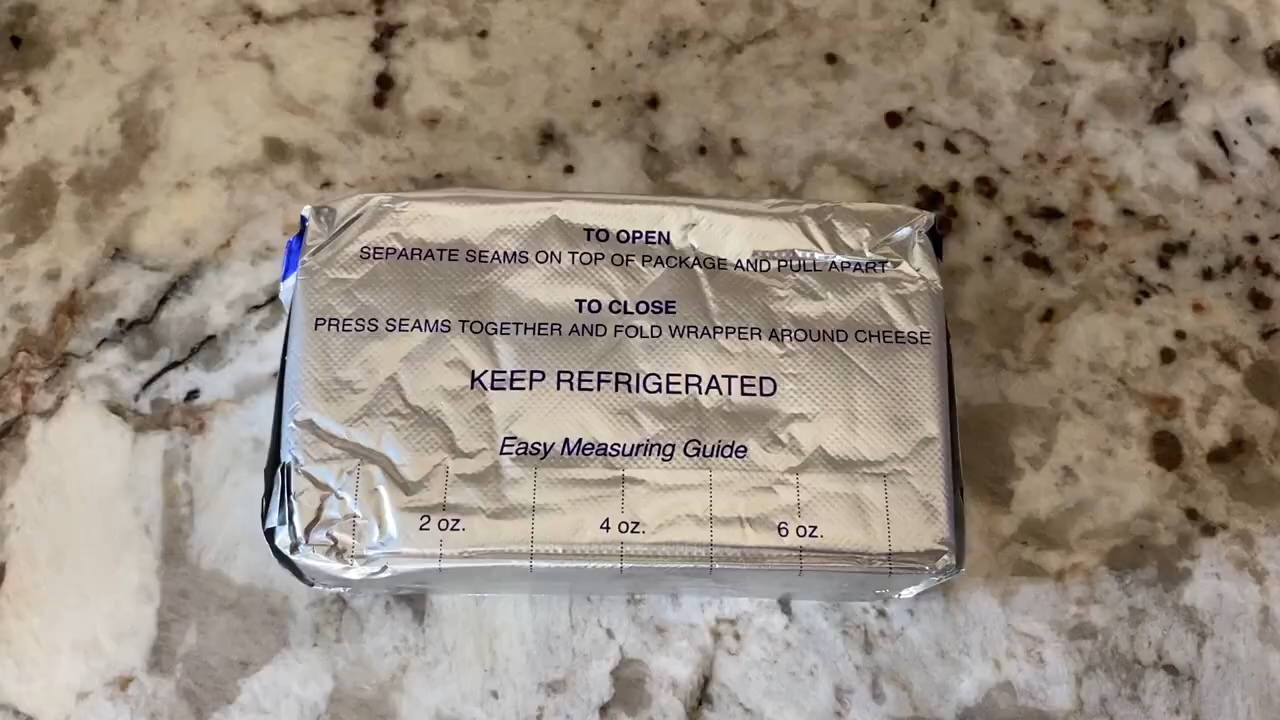 TO OPEN
SEPARATE SEAMS ON TOP OF PACKAGE AND PULL APART
TO CLOSE
PRESS SEAMS TOGETHER AND FOLD WRAPPER AROUND CHEESE
KEEP REFRIGERATED
Easy Measuring Guide
2 oz. 4 oz. 6 oz.